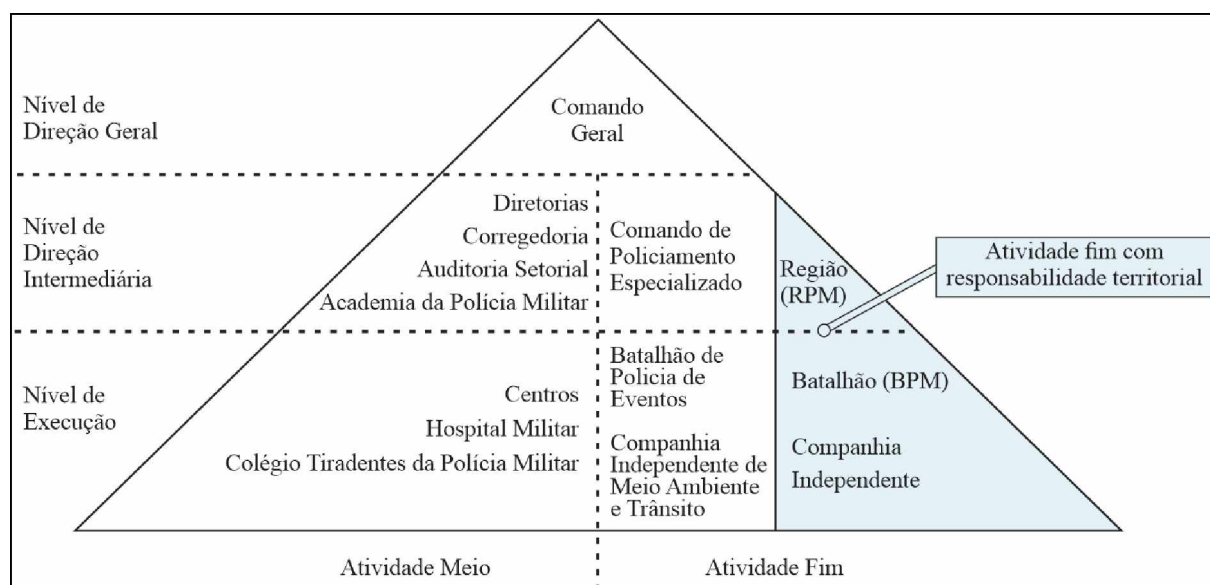 Nível de
Direção Geral
Comando
Geral
Nível de
Direção
Intermediária
Diretorias
Corregedoria
Auditoria Setorial
Academia da Polícia Militar
Comando de
Policiamento
Especializado
Região
(RPM)
Atividade fim com
responsabilidade territorial
Nível de
Execução
Centros
Hospital Militar
Colégio Tiradentes da Polícia Militar
Batalhão de
Policia de
Eventos
Companhia
Independente de
Meio Ambiente
e Trânsito
Batalhão (BPM)
Companhia
Independente
Atividade Meio
Atividade Fim